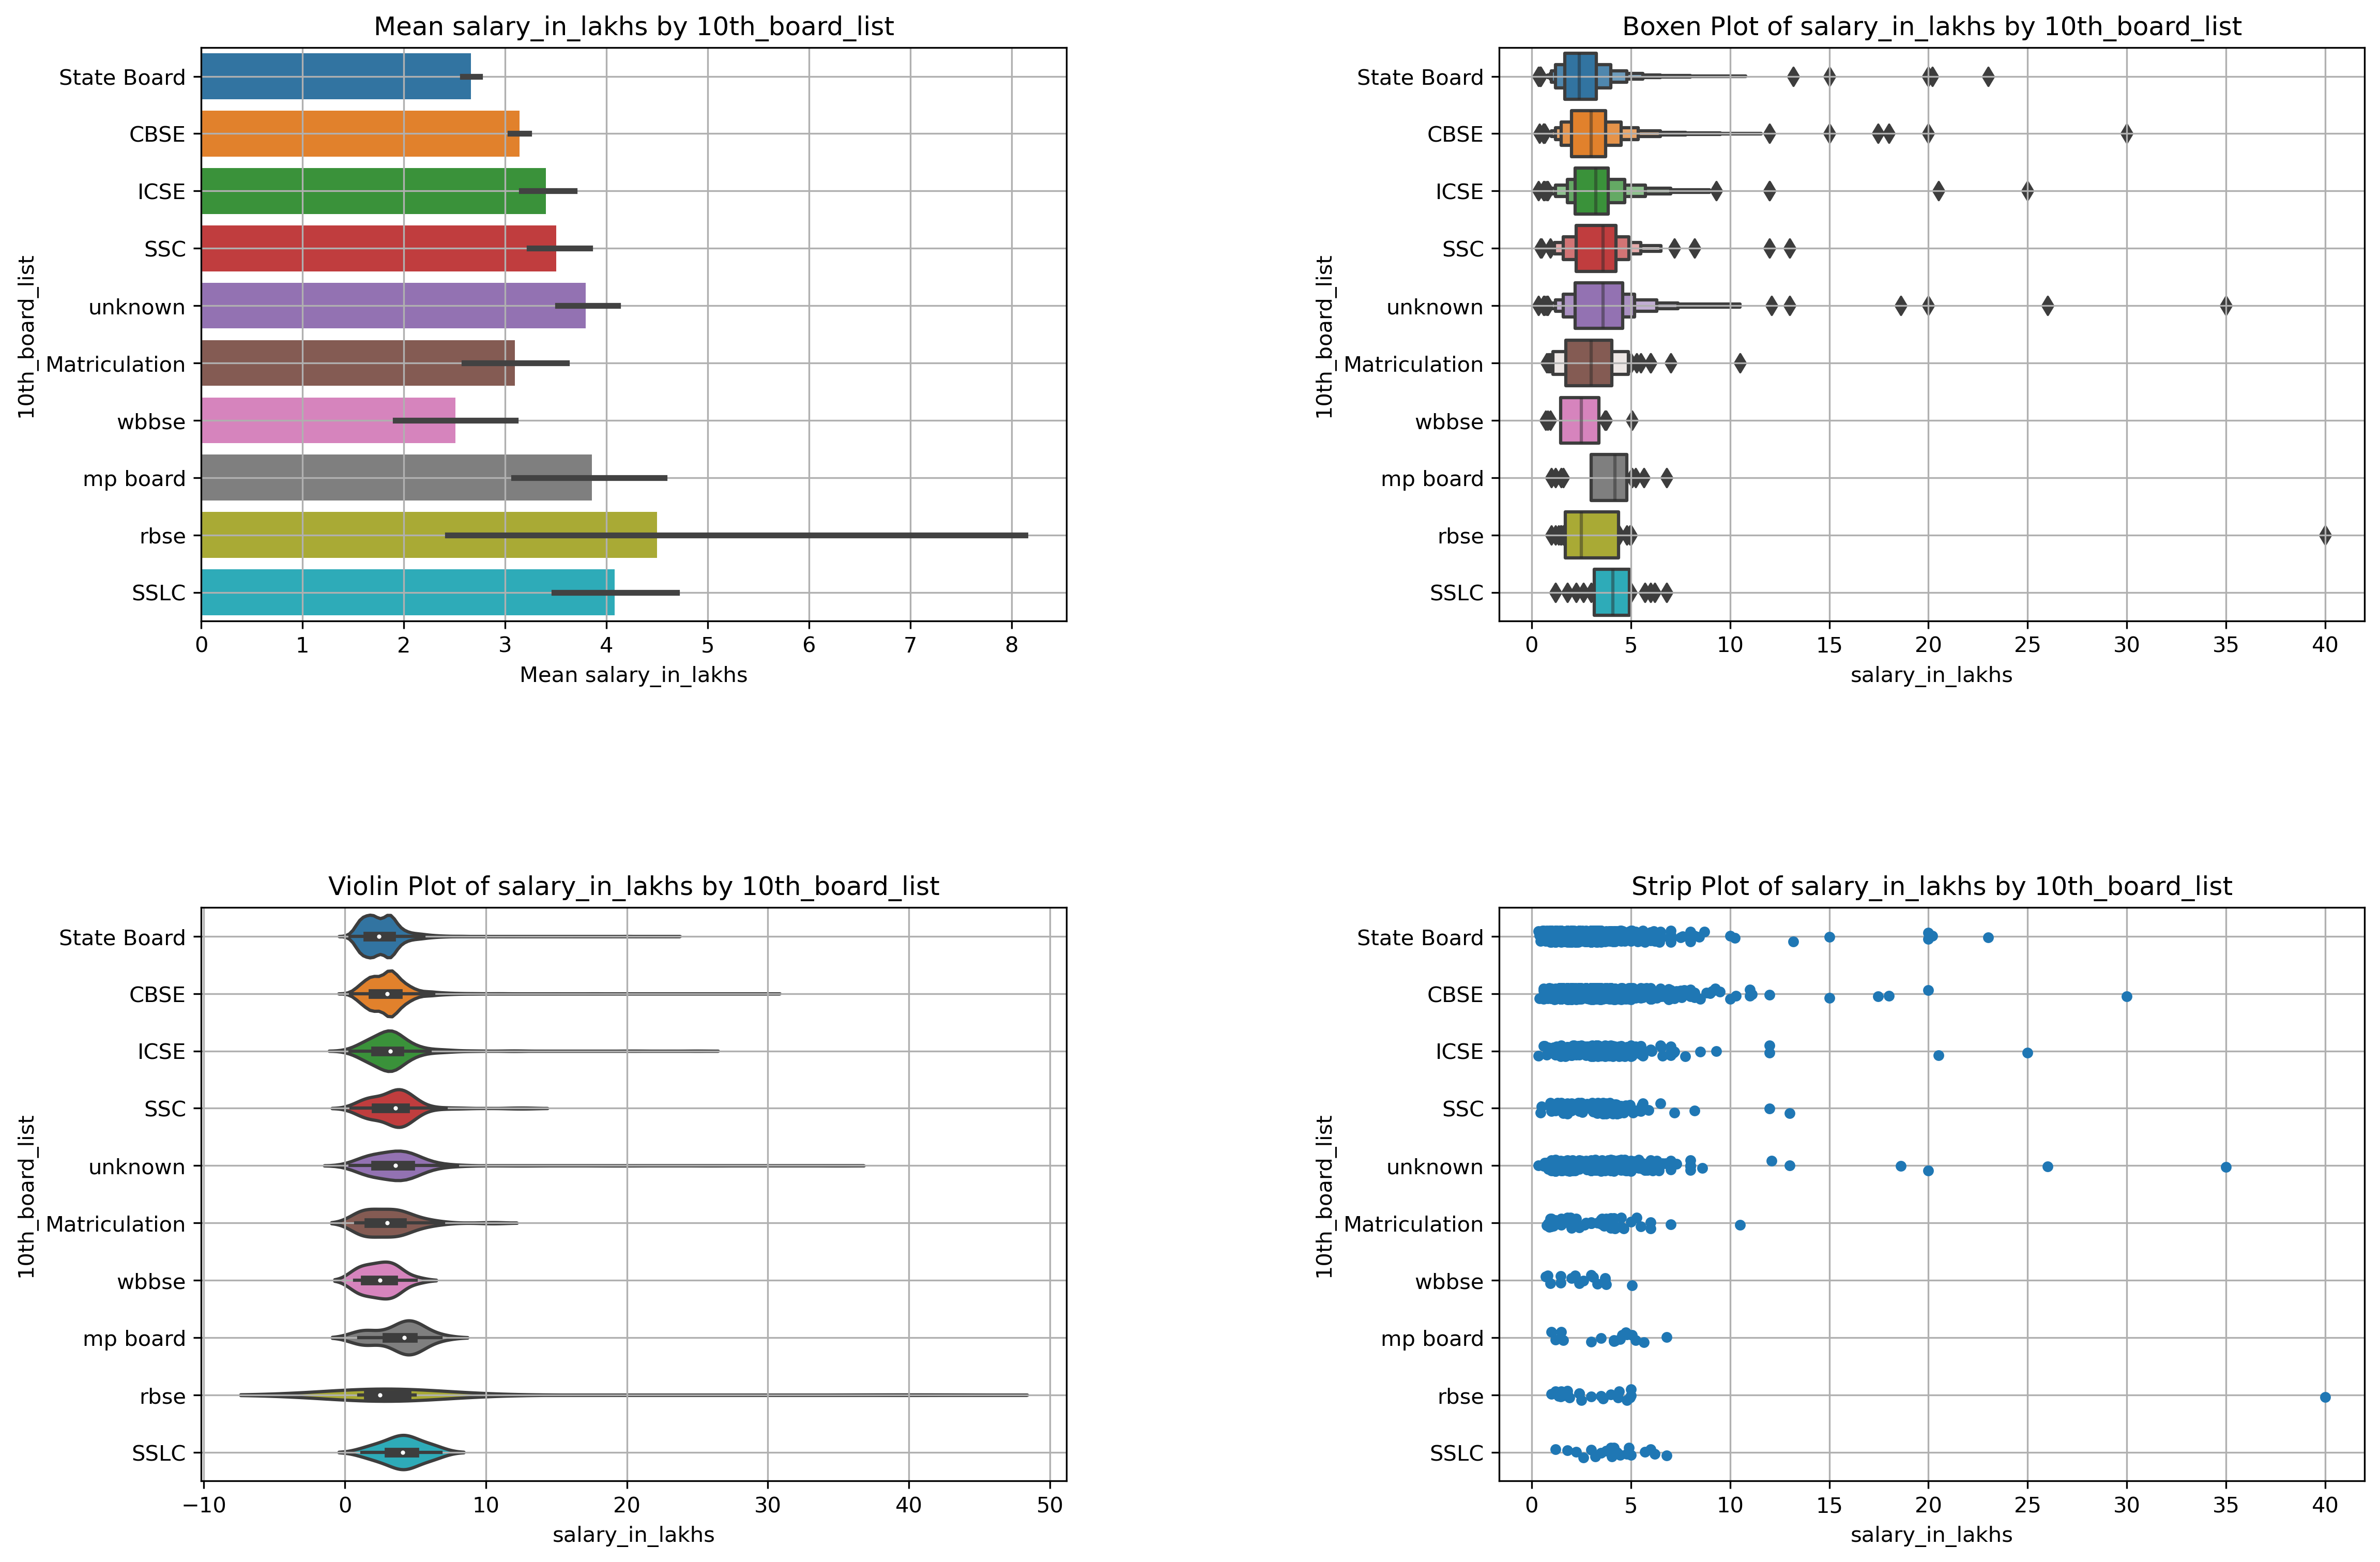 Mean salary_in_lakhs by 10th_board_list
10th_board_list
State Board
CBSE
ICSE
SSC
unknown
Matriculation
wbbse
mp board
rbse
SSLC
0 1 2 3 4 5 6 7 8
Mean salary_in_lakhs
Boxen Plot of salary_in_lakhs by 10th_board_list
10th_board_list
State Board
CBSE
ICSE
SSC
unknown
Matriculation
wbbse
mp board
rbse
SSLC
0 5 10 15 20 25 30 35 40
salary_in_lakhs
Violin Plot of salary_in_lakhs by 10th_board_list
10th_board_list
State Board
CBSE
ICSE
SSC
unknown
Matriculation
wbbse
mp board
rbse
SSLC
−10 0 10 20 30 40 50
salary_in_lakhs
Strip Plot of salary_in_lakhs by 10th_board_list
10th_board_list
State Board
CBSE
ICSE
SSC
unknown
Matriculation
wbbse
mp board
rbse
SSLC
0 5 10 15 20 25 30 35 40
salary_in_lakhs